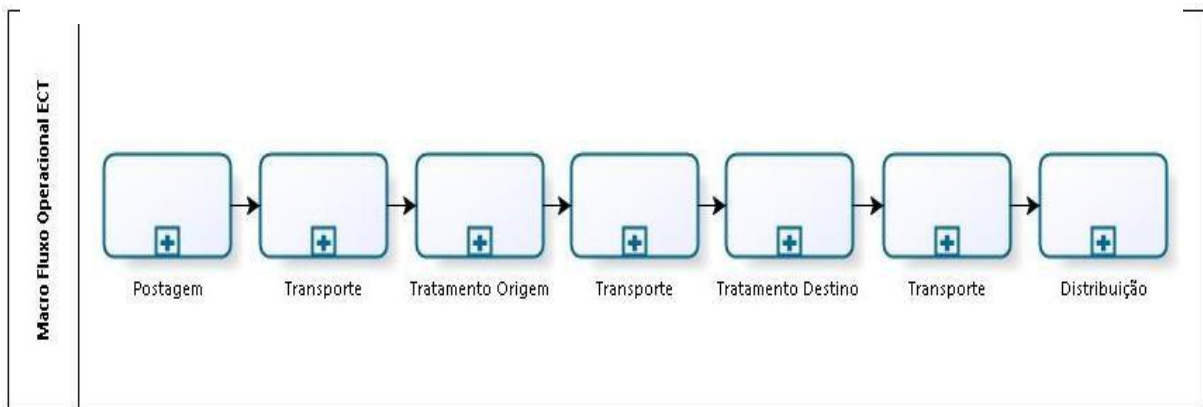 Macro Fluxo Operacional ECT
Postagem
Transporte
Tratamento Origem
Transporte
Tratamento Destino
Transporte
Distribuição